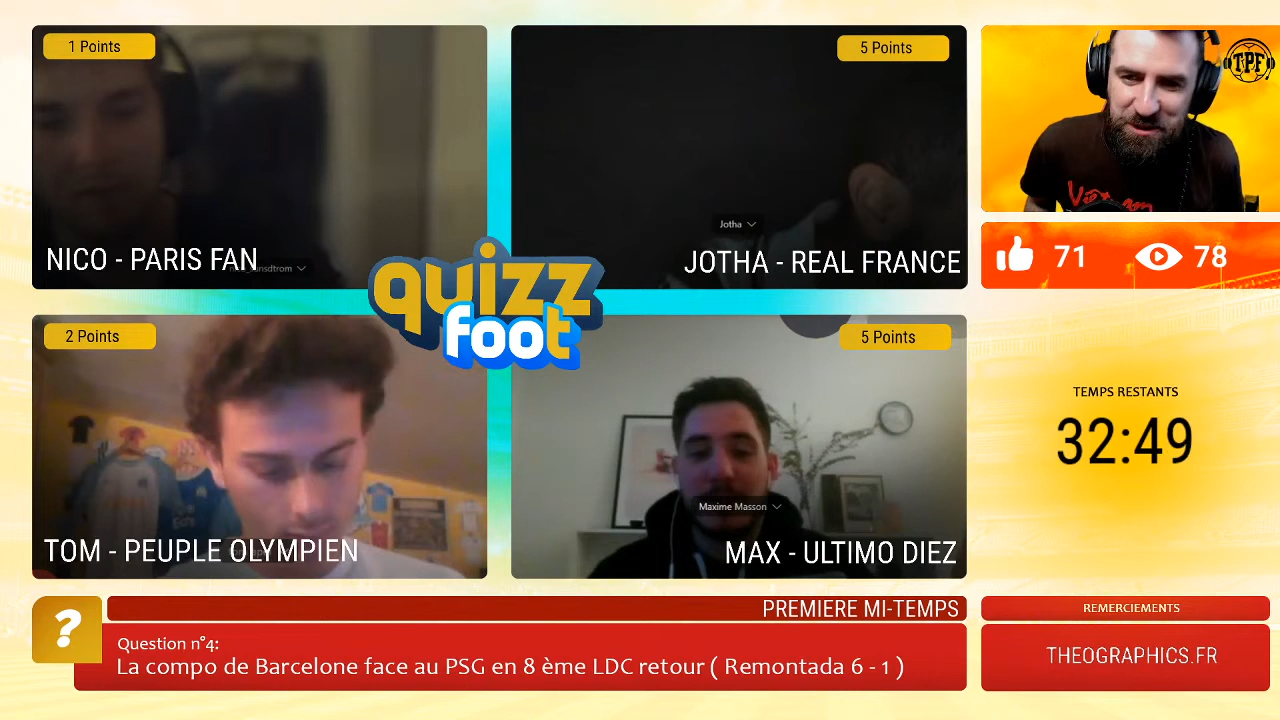 1 Points
5 Points
TPF
Jotha
NICO - PARIS FAN
JOTHA - REAL FRANCE
71
78
quizz
foot
2 Points
5 Points
TEMPS RESTANTS
32:49
Maxime Masson
TOM - PEUPLE OLYMPIEN
MAX - ULTIMO DIEZ
?
PREMIERE MI-TEMPS
Question n°4:
La compo de Barcelone face au PSG en 8 ème LDC retour ( Remontada 6 - 1 )
REMERCIEMENTS
THEOGRAPHICS.FR